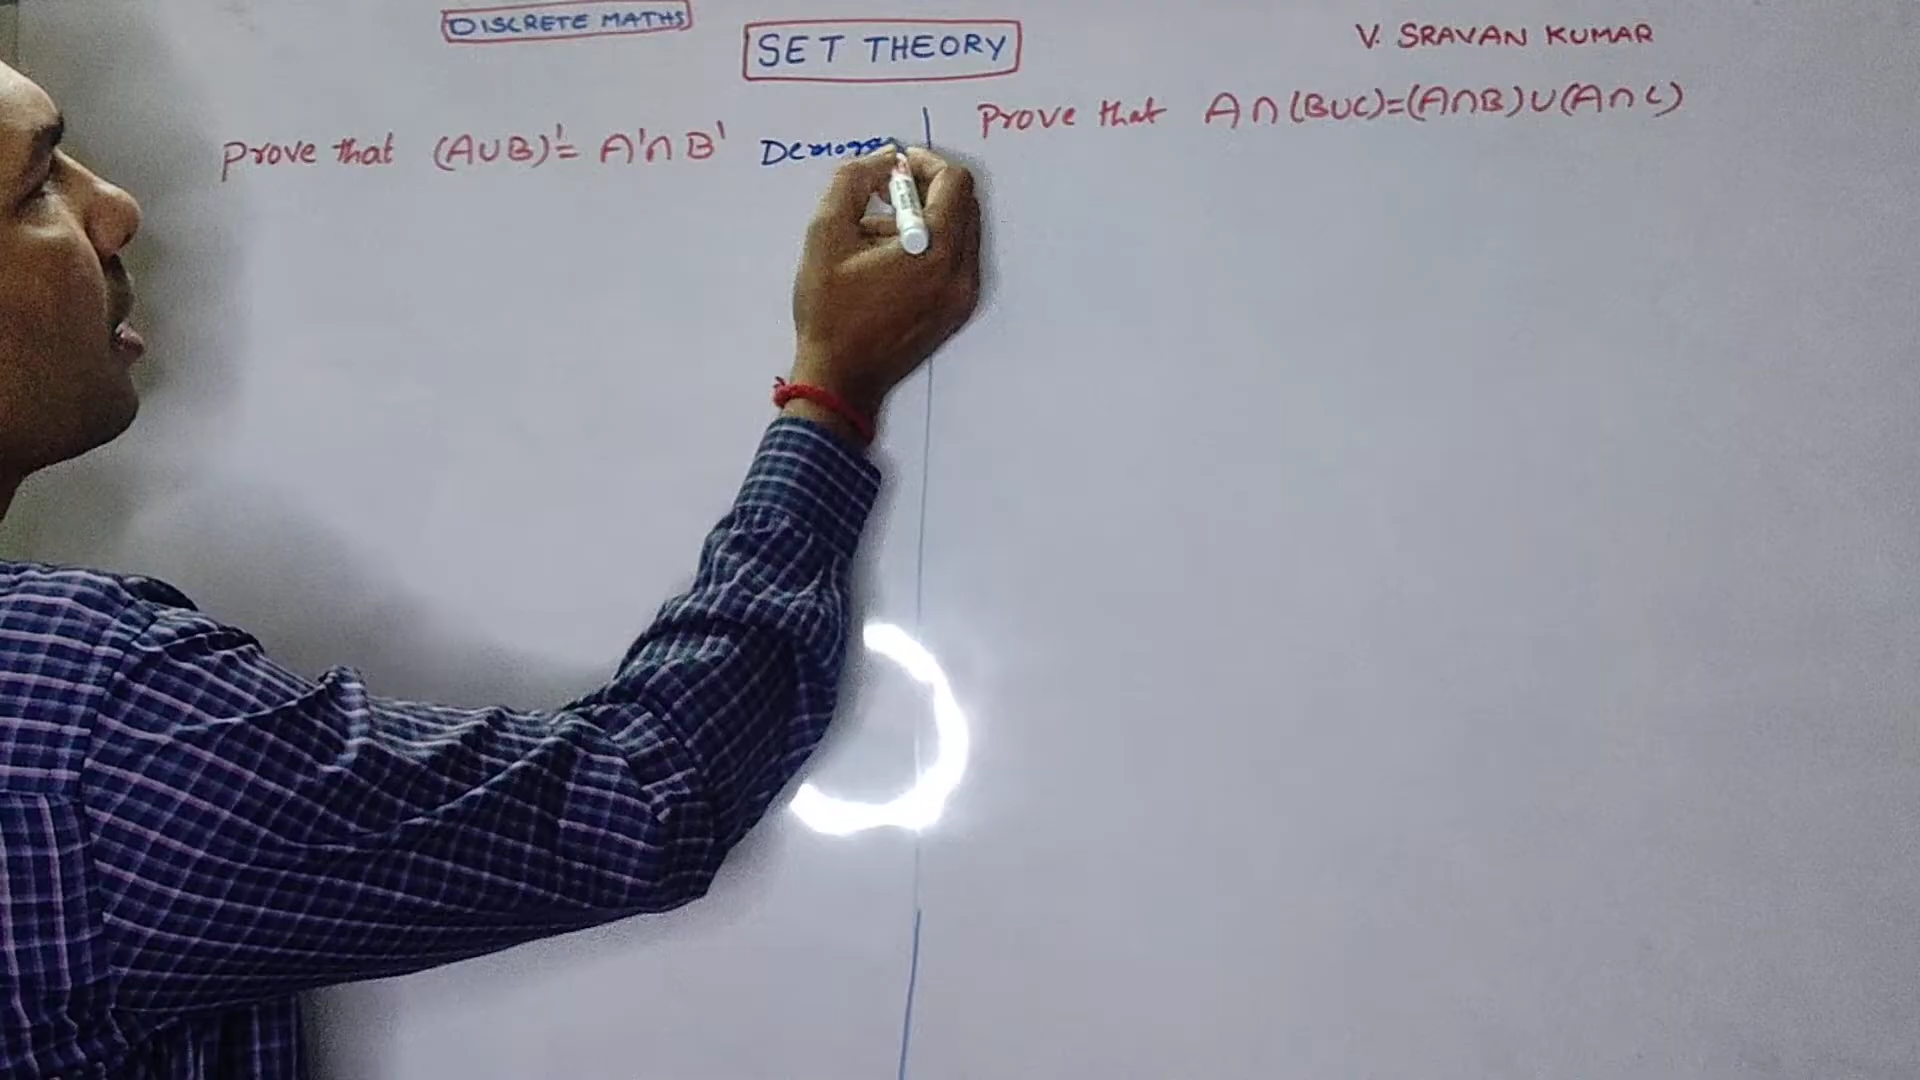 DISCRETE MATHS
SET THEORY
V. SRAVAN KUMAR
Prove that (A∪B)'= A'∩B'
Prove that A∩(B∪C)=(A∩B)∪(A∩C)